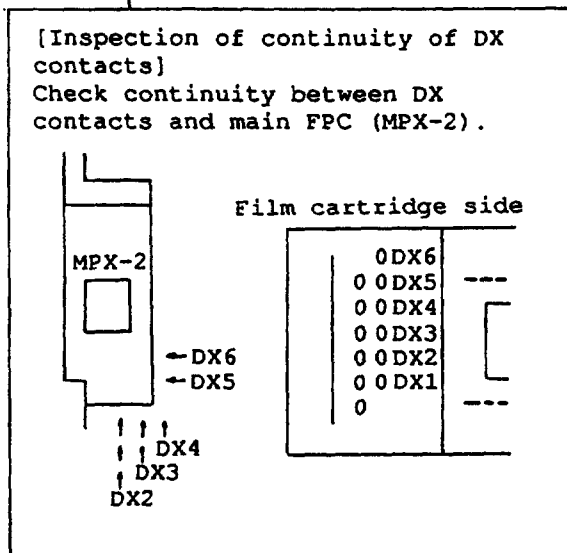 [Inspection of continuity of DX
contacts]
Check continuity between DX
contacts and main FPC (MPX-2).
Film cartridge side
MPX-2
0DX6
0 0DX5
0 0DX4
0 0DX3
0 0DX2
0 0DX1
0
DX6
DX5
DX4
DX3
DX2